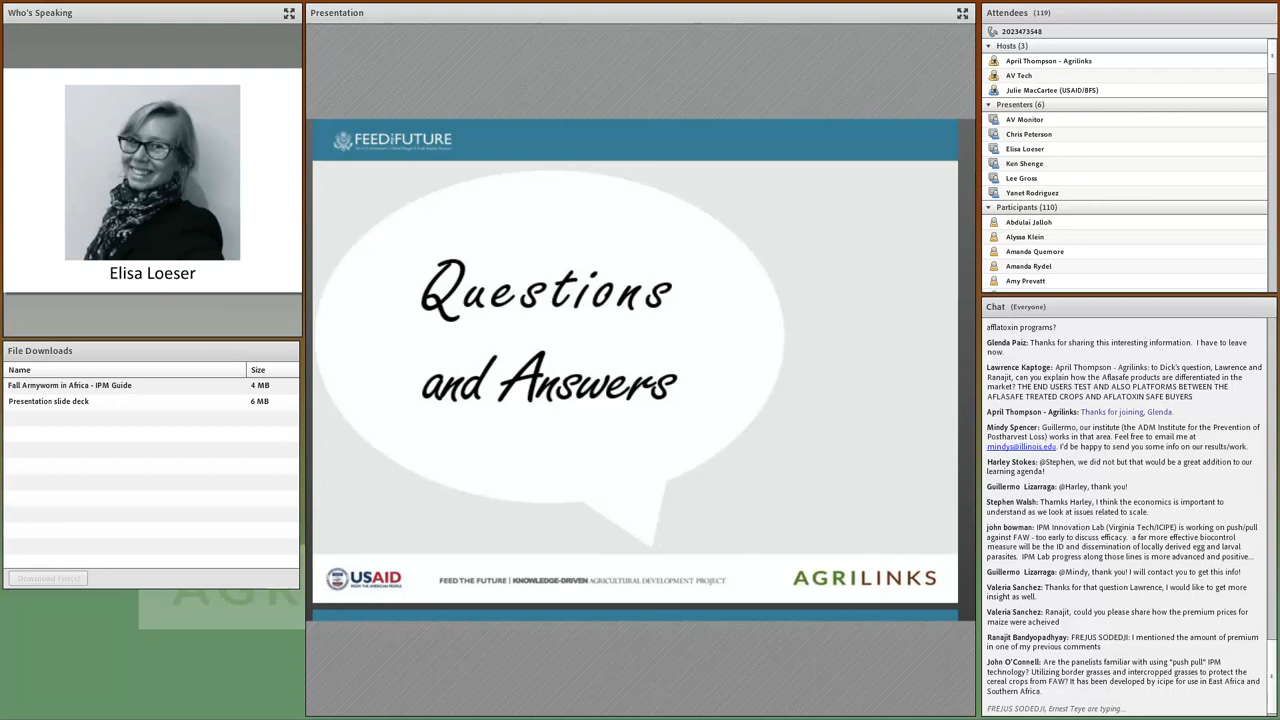 Who's Speaking
Elisa Loeser
File Downloads
Name Size
Fall Armyworm in Africa - IPM Guide 4 MB
Presentation slide deck 6 MB
Download File(s)
Presentation
FEED THE FUTURE
Questions
and Answers
USAID
FROM THE AMERICAN PEOPLE
FEED THE FUTURE | KNOWLEDGE-DRIVEN AGRICULTURAL DEVELOPMENT PROJECT
AGRILINKS
Attendees (119)
2023473548
Hosts (3)
April Thompson - Agrilinks
AV Tech
Julie MacCartee (USAID/BFS)
Presenters (6)
AV Monitor
Chris Peterson
Elisa Loeser
Ken Shenge
Lee Gross
Yanet Rodriguez
Participants (110)
Abdulai Jalloh
Alyssa Klein
Amanda Quemore
Amanda Rydel
Amy Prevatt
Chat (Everyone)
afflatoxin programs?
Glenda Paiz: Thanks for sharing this interesting information. I have to leave
now.
Lawrence Kaptoge: April Thompson - Agrilinks: to Dick's question, Lawrence and
Ranajit, can you explain how the Aflasafe products are differentiated in the
market? THE END USERS TEST AND ALSO PLATFORMS BETWEEN THE
AFLASAFE TREATED CROPS AND AFLATOXIN SAFE BUYERS
April Thompson - Agrilinks: Thanks for joining, Glenda.
Mindy Spencer: Guillermo, our institute (the ADM Institute for the Prevention of
Postharvest Loss) works in that area. Feel free to email me at
mindys@illinois.edu. I'd be happy to send you some info on our results/work.
Harley Stokes: @Stephen, we did not but that would be a great addition to our
learning agenda!
Guillermo Lizarraga: @Harley, thank you!
Stephen Walsh: Thamks Harley, I think the economics is important to
understand as we look at issues related to scale.
john bowman: IPM Innovation Lab (Virginia Tech/ICIPE) is working on push/pull
against FAW - too early to discuss efficacy. a far more effective biocontrol
measure will be the ID and dissemination of locally derived egg and larval
parasites. IPM Lab progress along those lines is more advanced and positive...
Guillermo Lizarraga: @Mindy, thank you! I will contact you to get this info!
Valeria Sanchez: Thanks for that question Lawrence, I would like to get more
insight as well.
Valeria Sanchez: Ranajit, could you please share how the premium prices for
maize were acheived
Ranajit Bandyopadhyay: FREJUS SODEDJI: I mentioned the amount of premium
in one of my previous comments
John O'Connell: Are the panelists familiar with using "push pull" IPM
technology? Utilizing border grasses and intercropped grasses to protect the
cereal crops from FAW? It has been developed by icipe for use in East Africa and
Southern Africa.
FREJUS SODEDJI, Ernest Teye are typing...